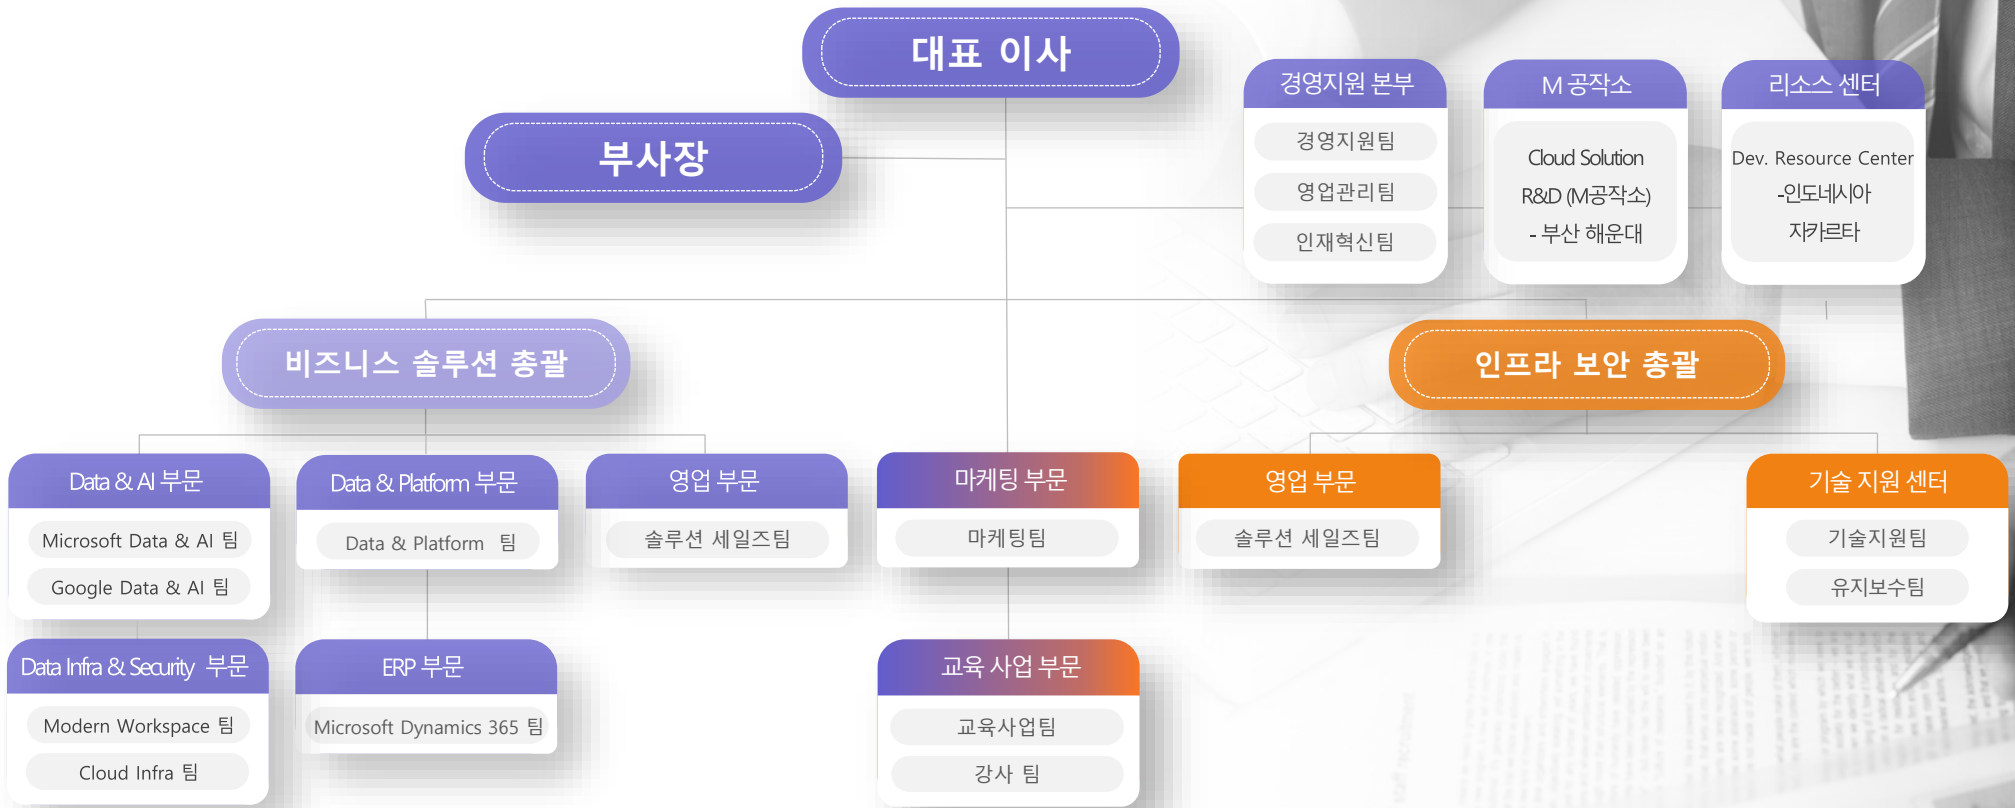 대표 이사
부사장
경영지원 본부
경영지원팀
영업관리팀
인재혁신팀
M 공작소
Cloud Solution
R&D (M공작소)
- 부산 해운대
리소스 센터
Dev. Resource Center
-인도네시아
자카르타
비즈니스 솔루션 총괄
인프라 보안 총괄
Data & AI 부문
Microsoft Data & AI 팀
Google Data & AI 팀
Data & Platform 부문
Data & Platform 팀
영업 부문
솔루션 세일즈팀
마케팅 부문
마케팅팀
영업 부문
솔루션 세일즈팀
기술 지원 센터
기술지원팀
유지보수팀
Data Infra & Security 부문
Modern Workspace 팀
Cloud Infra 팀
ERP 부문
Microsoft Dynamics 365 팀
교육 사업 부문
교육사업팀
강사 팀